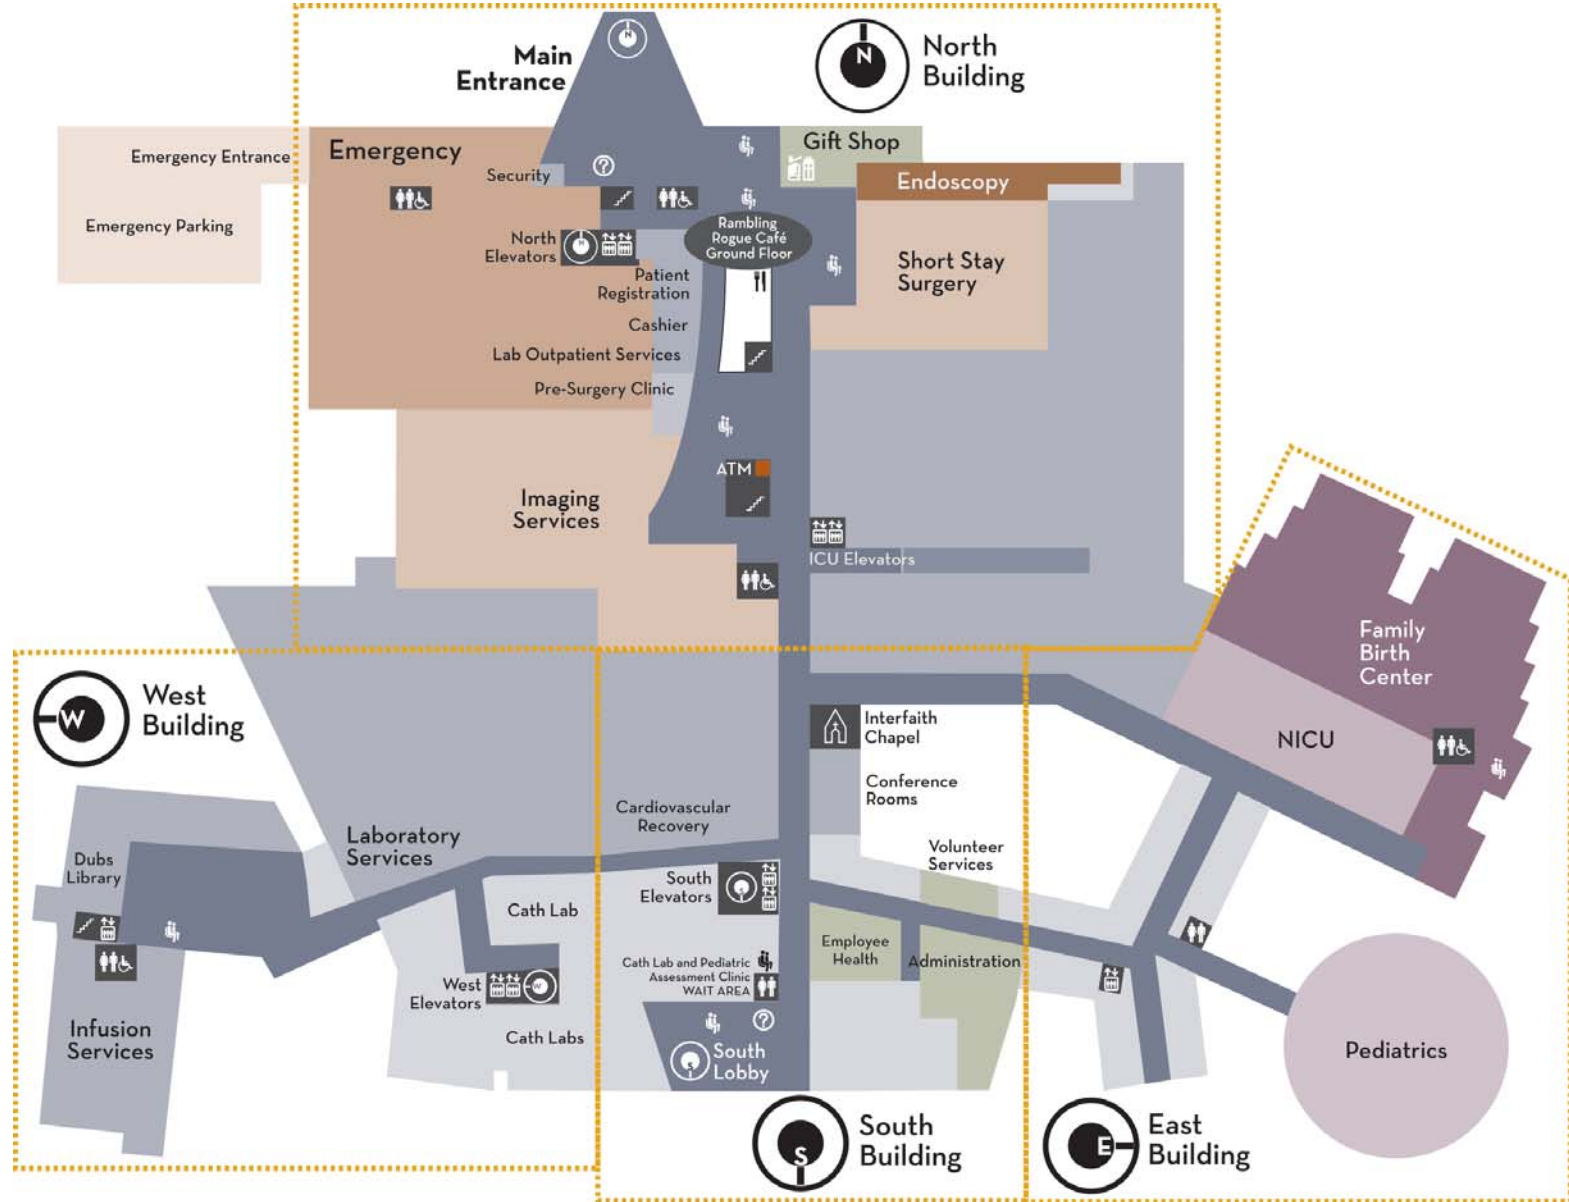 Main
Entrance
N
N
North
Building
Emergency Entrance
Emergency
Gift Shop
Security
?
Endoscopy
Emergency Parking
North
Elevators
N
Rambling
Rogue Café
Ground Floor
Short Stay
Surgery
Patient
Registration
Cashier
Lab Outpatient Services
Pre-Surgery Clinic
ATM
Imaging
Services
ICU Elevators
Family
Birth
Center
NICU
W
West
Building
Interfaith
Chapel
Conference
Rooms
Cardiovascular
Recovery
Laboratory
Services
Volunteer
Services
Dubs
Library
South
Elevators
S
Cath Lab
Employee
Health
Administration
Cath Lab and Pediatric
Assessment Clinic
WAIT AREA
West
Elevators
W
Infusion
Services
Cath Labs
?
S
South
Lobby
Pediatrics
S
South
Building
E
East
Building